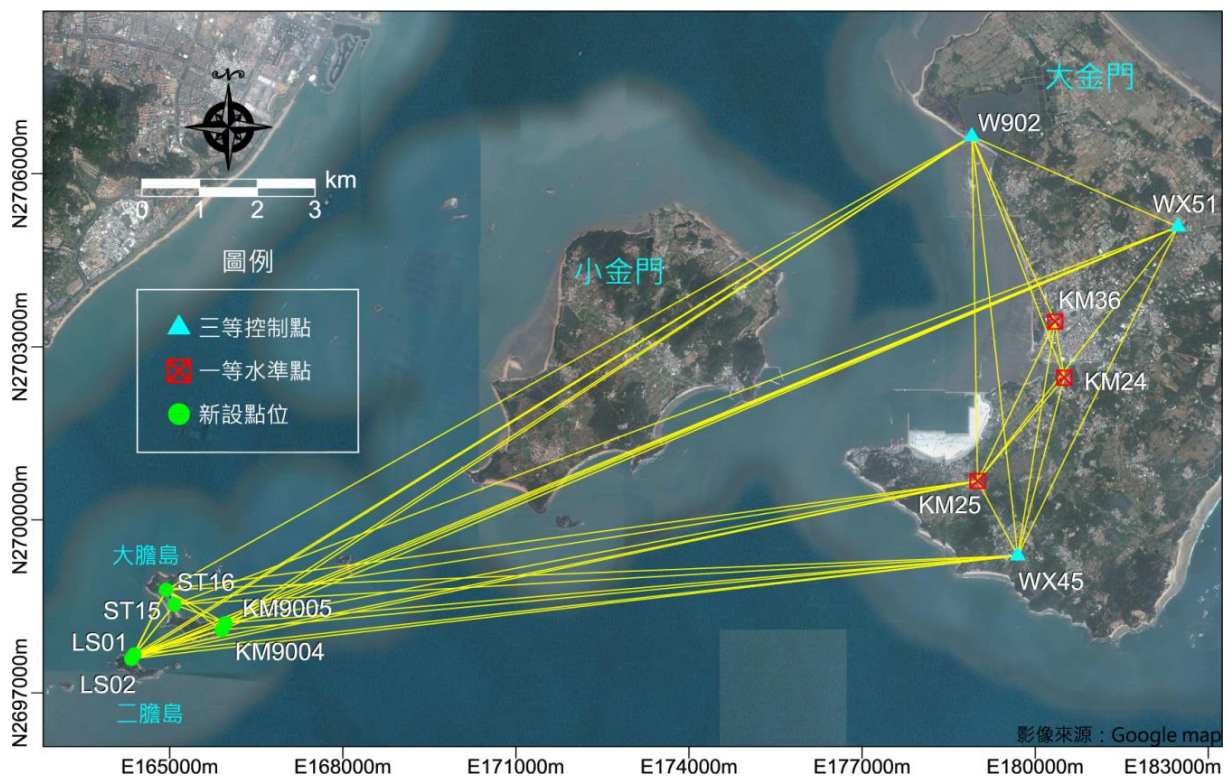 大金門
W902
N2706000m
km
0 1 2 3
WX51
圖例
小金門
三等控制點
KM36
N2703000m
一等水準點
KM24
新設點位
KM25
N2700000m
大膽島
ST16
WX45
ST15
KM9005
LS01
KM9004
LS02
N2697000m
二膽島
影像來源：Google map
E165000m E168000m E171000m E174000m E177000m E180000m E183000m